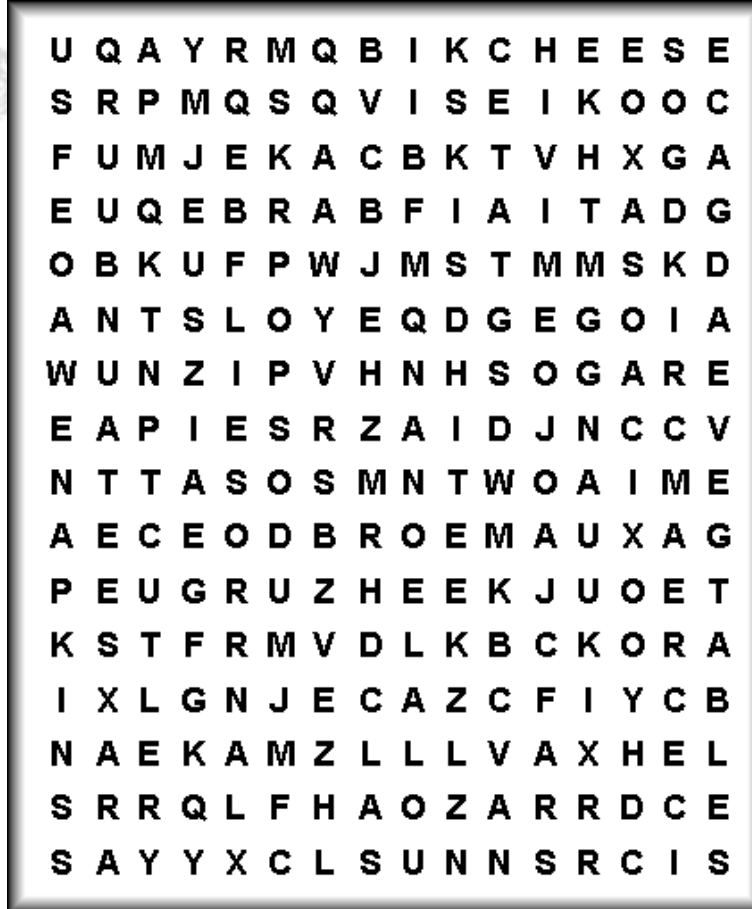 U Q A Y R M Q B I K C H E E S E
S R P M Q S Q V I S E I K O O C
F U M J E K A C B K T V H X G A
E U Q E B R A B F I A I T A D G
O B K U F P W J M S T M M S K D
A N T S L O Y E Q D G E G O I A
W U N Z I P V H N H S O G A R E
E A P I E S R Z A I D J N C C V
N T T A S O S M N T W O A I M E
A E C E O D B R O E M A U X A G
P E U G R U Z H E E K J U O E T
K S T F R M V D L K B C K O R A
I X L G N J E C A Z C F I Y C B
N A E K A M Z L L L V A X H E L
S R R Q L F H A O Z A R R D C E
S A Y Y X C L S U N N S R C I S